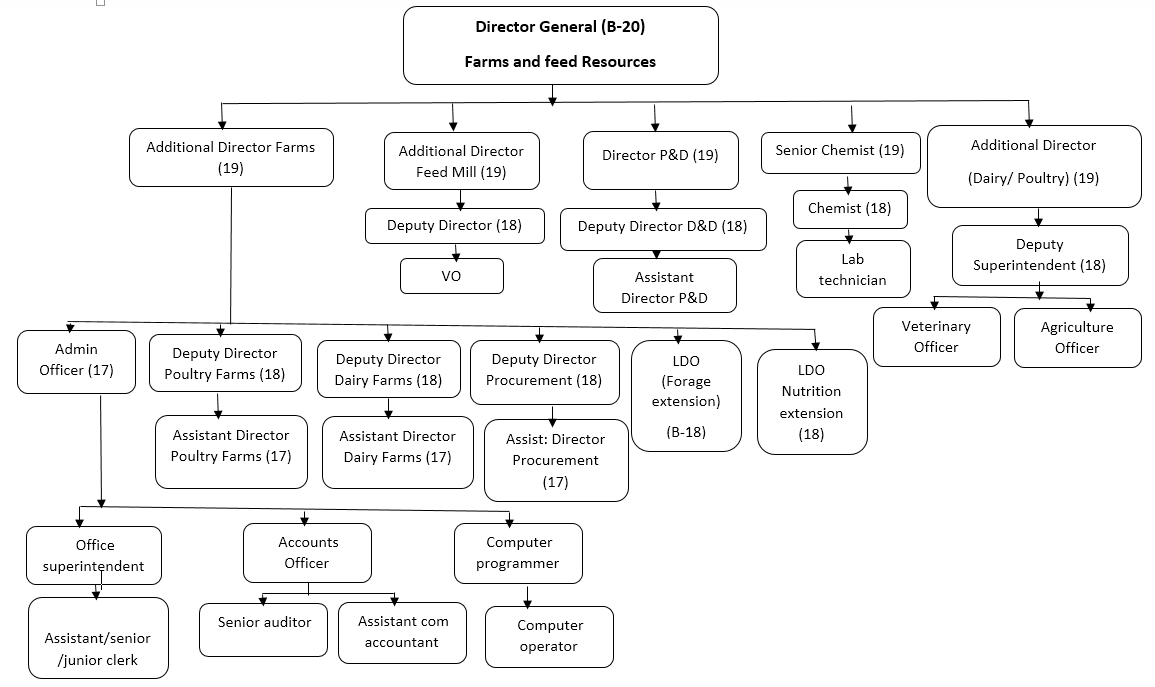 Director General (B-20)
Farms and feed Resources
Additional Director Farms
(19)
Additional Director
Feed Mill (19)
Director P&D (19)
Senior Chemist (19)
Additional Director
(Dairy/ Poultry) (19)
Deputy Director (18)
Deputy Director D&D (18)
Chemist (18)
Deputy
Superintendent (18)
VO
Assistant
Director P&D
Lab
technician
Veterinary
Officer
Agriculture
Officer
Admin
Officer (17)
Deputy Director
Poultry Farms (18)
Deputy Director
Dairy Farms (18)
Deputy Director
Procurement (18)
LDO
(Forage
extension)
(B-18)
LDO
Nutrition
extension
(18)
Assistant Director
Poultry Farms (17)
Assistant Director
Dairy Farms (17)
Assist: Director
Procurement
(17)
Office
superintendent
Accounts
Officer
Computer
programmer
Assistant/senior
/junior clerk
Senior auditor
Assistant com
accountant
Computer
operator